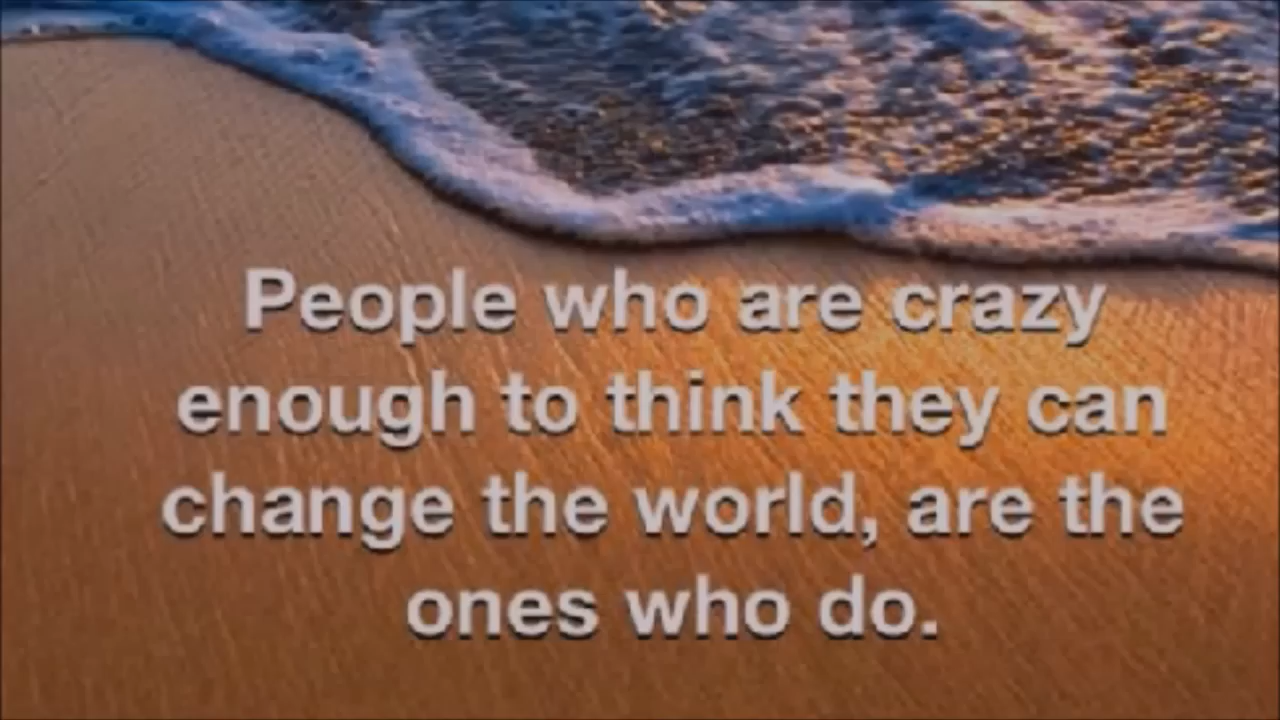 People who are crazy
enough to think they can
change the world, are the
ones who do.